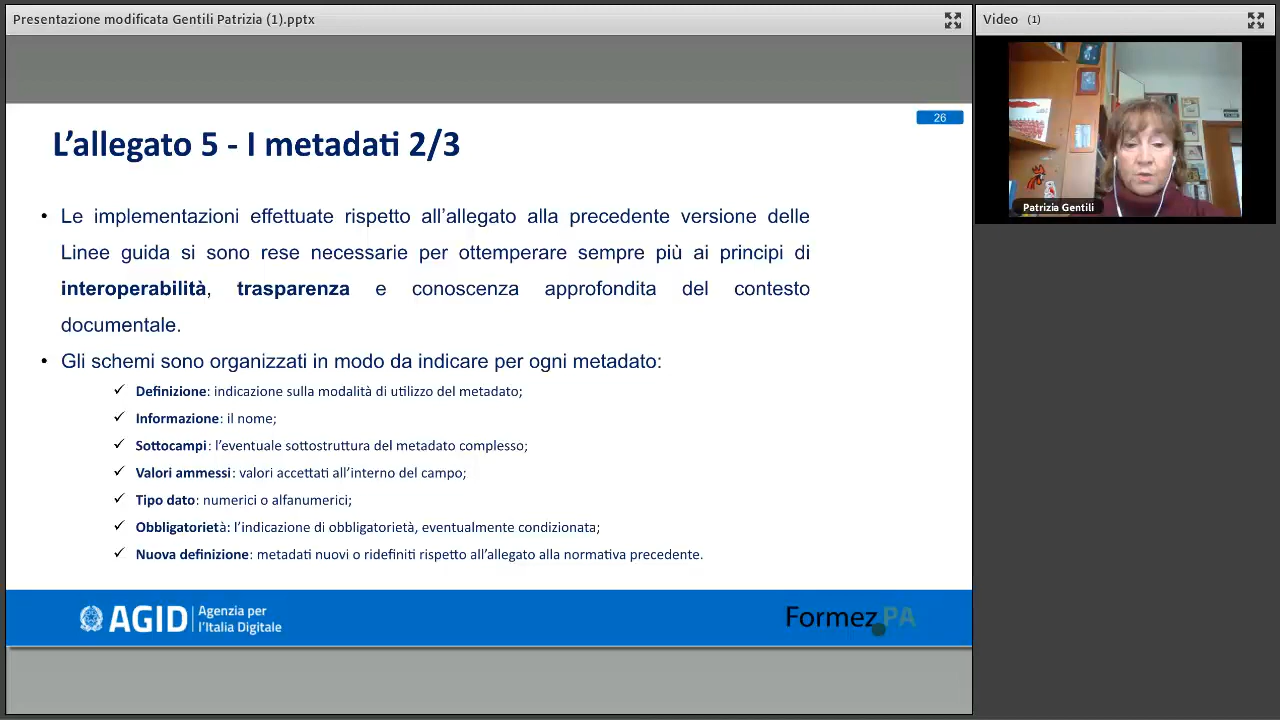 Presentazione modificata Gentili Patrizia (1).pptx
Video (1)
Patrizia Gentili
26
L'allegato 5 - I metadati 2/3
• Le implementazioni effettuate rispetto all'allegato alla precedente versione delle
Linee guida si sono rese necessarie per ottemperare sempre più ai principi di
interoperabilità, trasparenza e conoscenza approfondita del contesto
documentale.
• Gli schemi sono organizzati in modo da indicare per ogni metadato:
✓ Definizione: indicazione sulla modalità di utilizzo del metadato;
✓ Informazione: il nome;
✓ Sottocampi: l'eventuale sottostruttura del metadato complesso;
✓ Valori ammessi: valori accettati all'interno del campo;
✓ Tipo dato: numerici o alfanumerici;
✓ Obbligatorietà: l'indicazione di obbligatorietà, eventualmente condizionata;
✓ Nuova definizione: metadati nuovi o ridefiniti rispetto all'allegato alla normativa precedente.
AGID Agenzia per
l'Italia Digitale
Formez PA